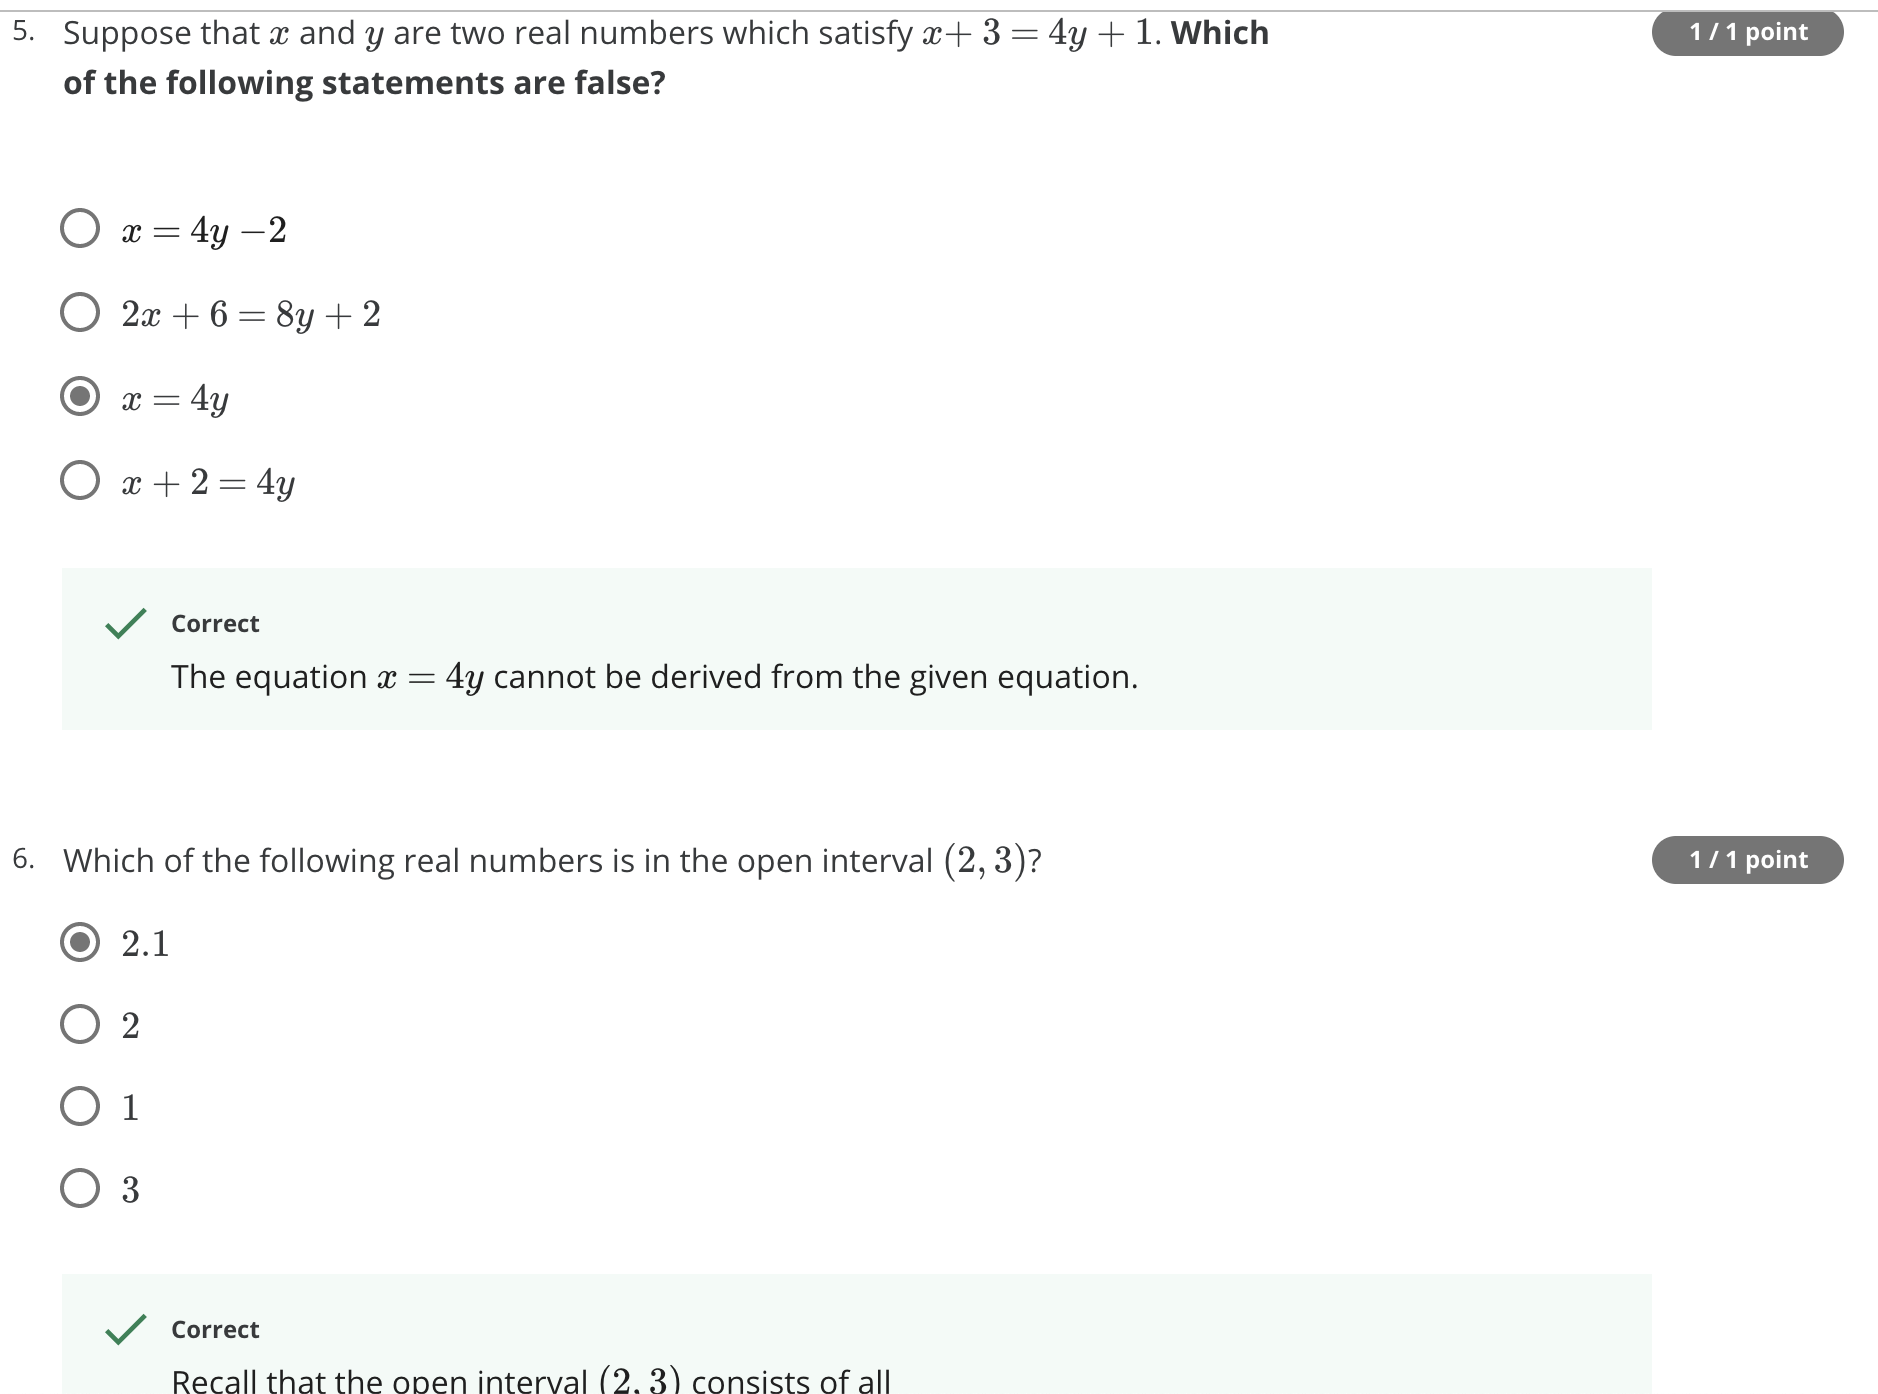 5. Suppose that x and y are two real numbers which satisfy x+ 3 = 4y + 1. Which 1 / 1 point
of the following statements are false?
x = 4y −2
2x + 6 = 8y + 2
x = 4y
x + 2 = 4y
Correct
The equation x = 4y cannot be derived from the given equation.
6. Which of the following real numbers is in the open interval (2, 3)? 1 / 1 point
2.1
2
1
3
Correct
Recall that the open interval (2, 3) consists of all